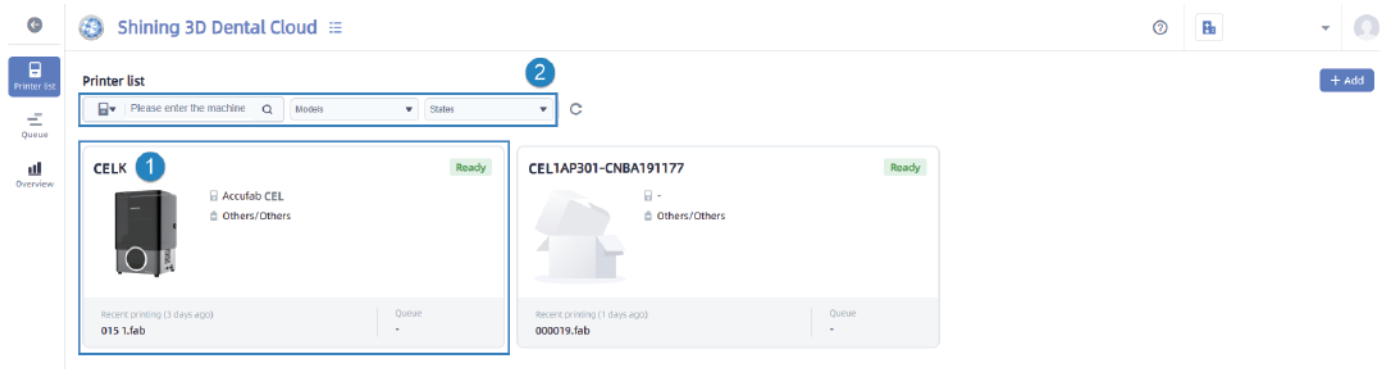 Shining 3D Dental Cloud
Printer list
Queue
Overview
Printer list
2
+ Add
Please enter the machine
Models
States
CELK
1
Ready
Accufab CEL
Others/Others
Recent printing (3 days ago)
Queue
015 1.fab
-
CEL1AP301-CNBA191177
Ready
-
Others/Others
Recent printing (1 days ago)
Queue
000019.fab
-